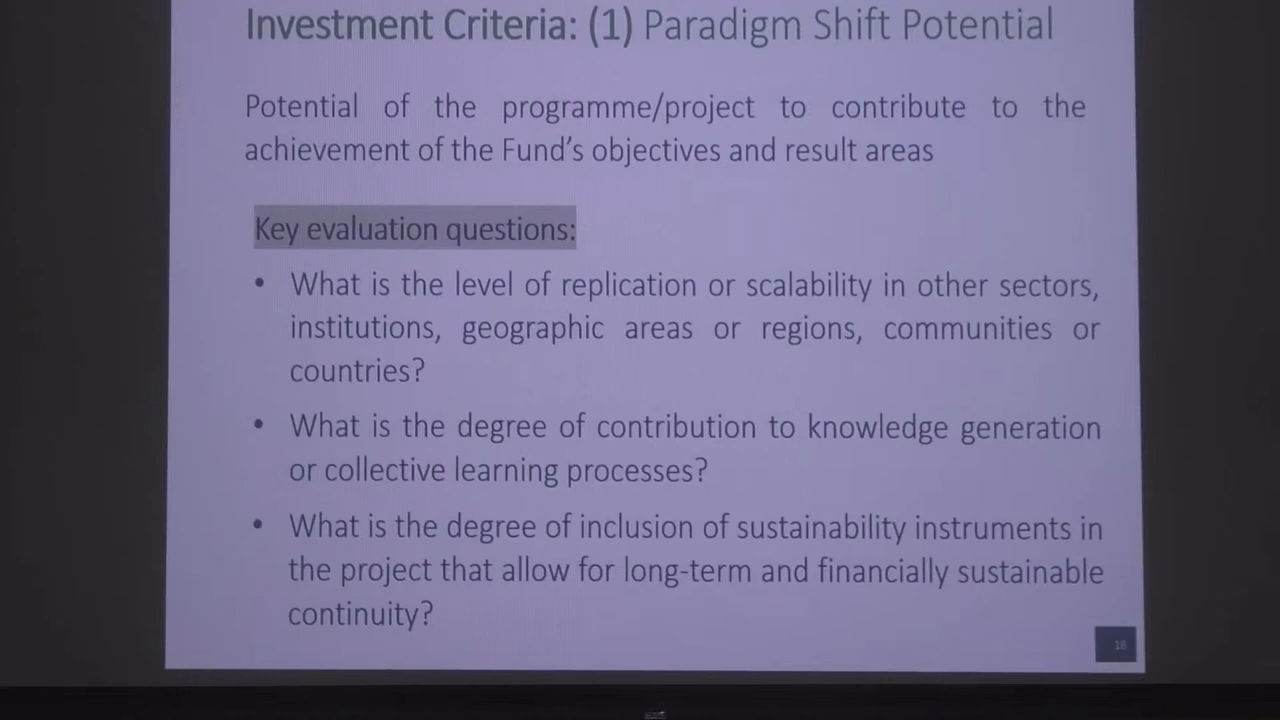 Investment Criteria: (1) Paradigm Shift Potential
Potential of the programme/project to contribute to the
achievement of the Fund's objectives and result areas
Key evaluation questions:
• What is the level of replication or scalability in other sectors,
institutions, geographic areas or regions, communities or
countries?
• What is the degree of contribution to knowledge generation
or collective learning processes?
• What is the degree of inclusion of sustainability instruments in
the project that allow for long-term and financially sustainable
continuity?
18